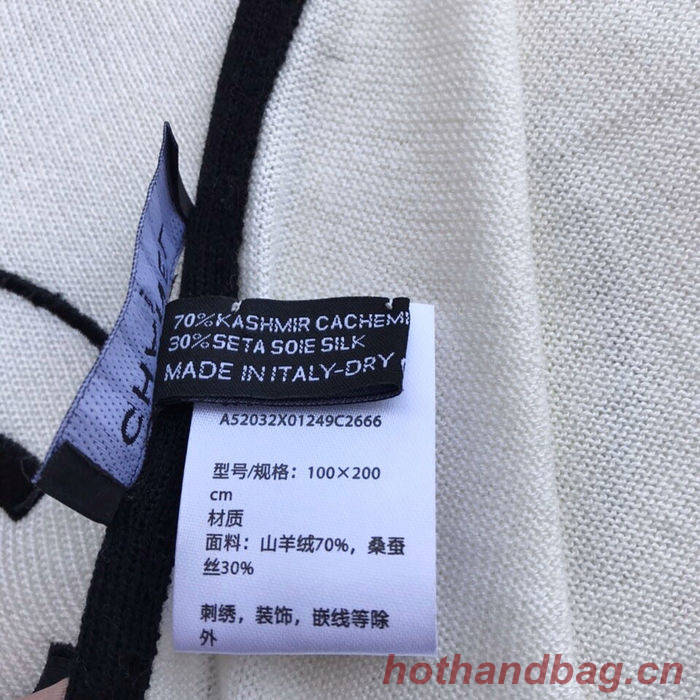 70% KASHMIR CACHEMI
30% SETA SOIE SILK
MADE IN ITALY-DRY
A52032X01249C2666
型号/规格：100×200
cm
材质
面料：山羊绒70%，桑蚕
丝30%
刺绣，装饰，嵌线等除
外
hothandbag.cn